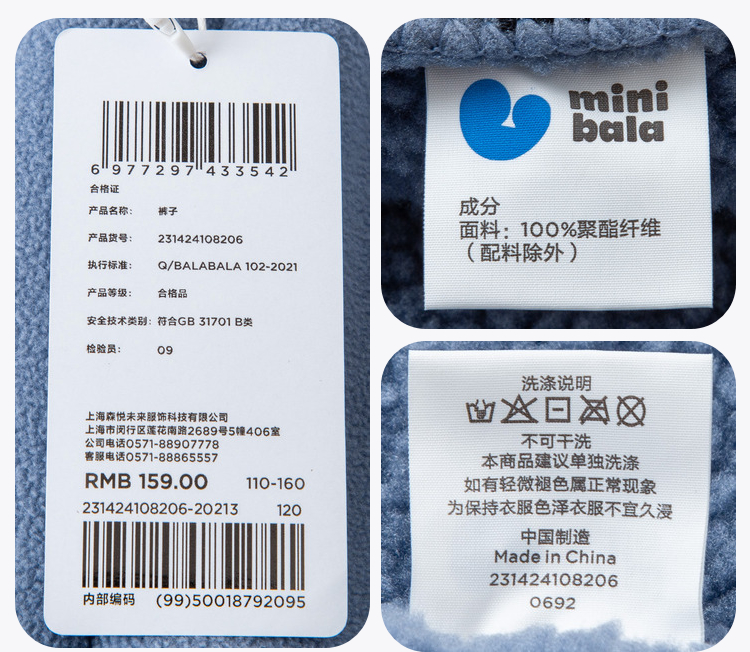 6 977297 433542
合格证
产品名称： 裤子
产品货号： 231424108206
执行标准： Q/BALABALA 102-2021
产品等级： 合格品
安全技术类别：符合GB 31701 B类
检验员： 09
上海森悦未来服饰科技有限公司
上海市闵行区莲花南路2689号5幢406室
公司电话0571-88907778
客服电话0571-88865557
RMB 159.00 110-160
231424108206-20213 120
内部编码 (99)50018792095
mini
bala
成分
面料：100%聚酯纤维
（配料除外）
洗涤说明
不可干洗
本商品建议单独洗涤
如有轻微褪色属正常现象
为保持衣服色泽衣服不宜久浸
中国制造
Made in China
231424108206
0692